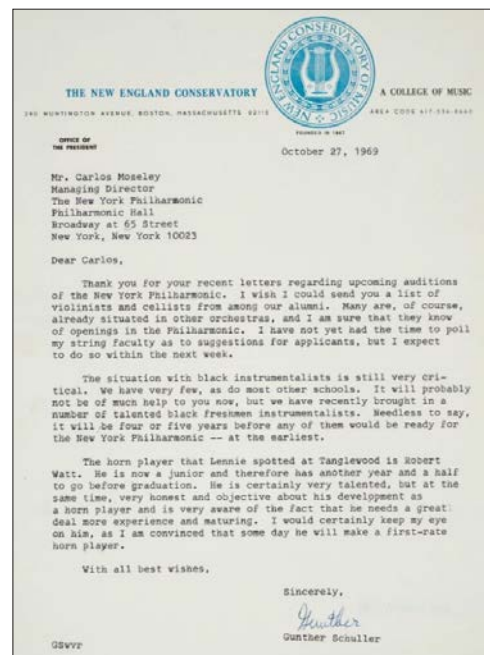 NEW ENGLAND CONSERVATORY OF MUSIC
THE NEW ENGLAND CONSERVATORY
A COLLEGE OF MUSIC
290 HUNTINGTON AVENUE, BOSTON, MASSACHUSETTS 02115
AREA CODE 617
FOUNDED IN 1867
OFFICE OF
THE PRESIDENT
October 27, 1969
Mr. Carlos Moseley
Managing Director
The New York Philharmonic
Philharmonic Hall
Broadway at 65 Street
New York, New York 10023
Dear Carlos,
Thank you for your recent letters regarding upcoming auditions
of the New York Philharmonic. I wish I could send you a list of
violinists and cellists from among our alumni. Many are, of course,
already situated in other orchestras, and I am sure that they know
of openings in the Philharmonic. I have not yet had the time to poll
my string faculty as to suggestions for applicants, but I expect
to do so within the next week.
The situation with black instrumentalists is still very cri-
tical. We have very few, as do most other schools. It will probably
not be of much help to you now, but we have recently brought in a
number of talented black freshmen instrumentalists. Needless to say,
it will be four or five years before any of them would be ready for
the New York Philharmonic -- at the earliest.
The horn player that Lennie spotted at Tanglewood is Robert
Watt. He is now a junior and therefore has another year and a half
to go before graduation. He is certainly very talented, but at the
same time, very honest and objective about his development as
a horn player and is very aware of the fact that he needs a great
deal more experience and maturing. I would certainly keep my eye
on him, as I am convinced that some day he will make a first-rate
horn player.
With all best wishes,
Sincerely,
Gunther
Gunther Schuller
GSwvr